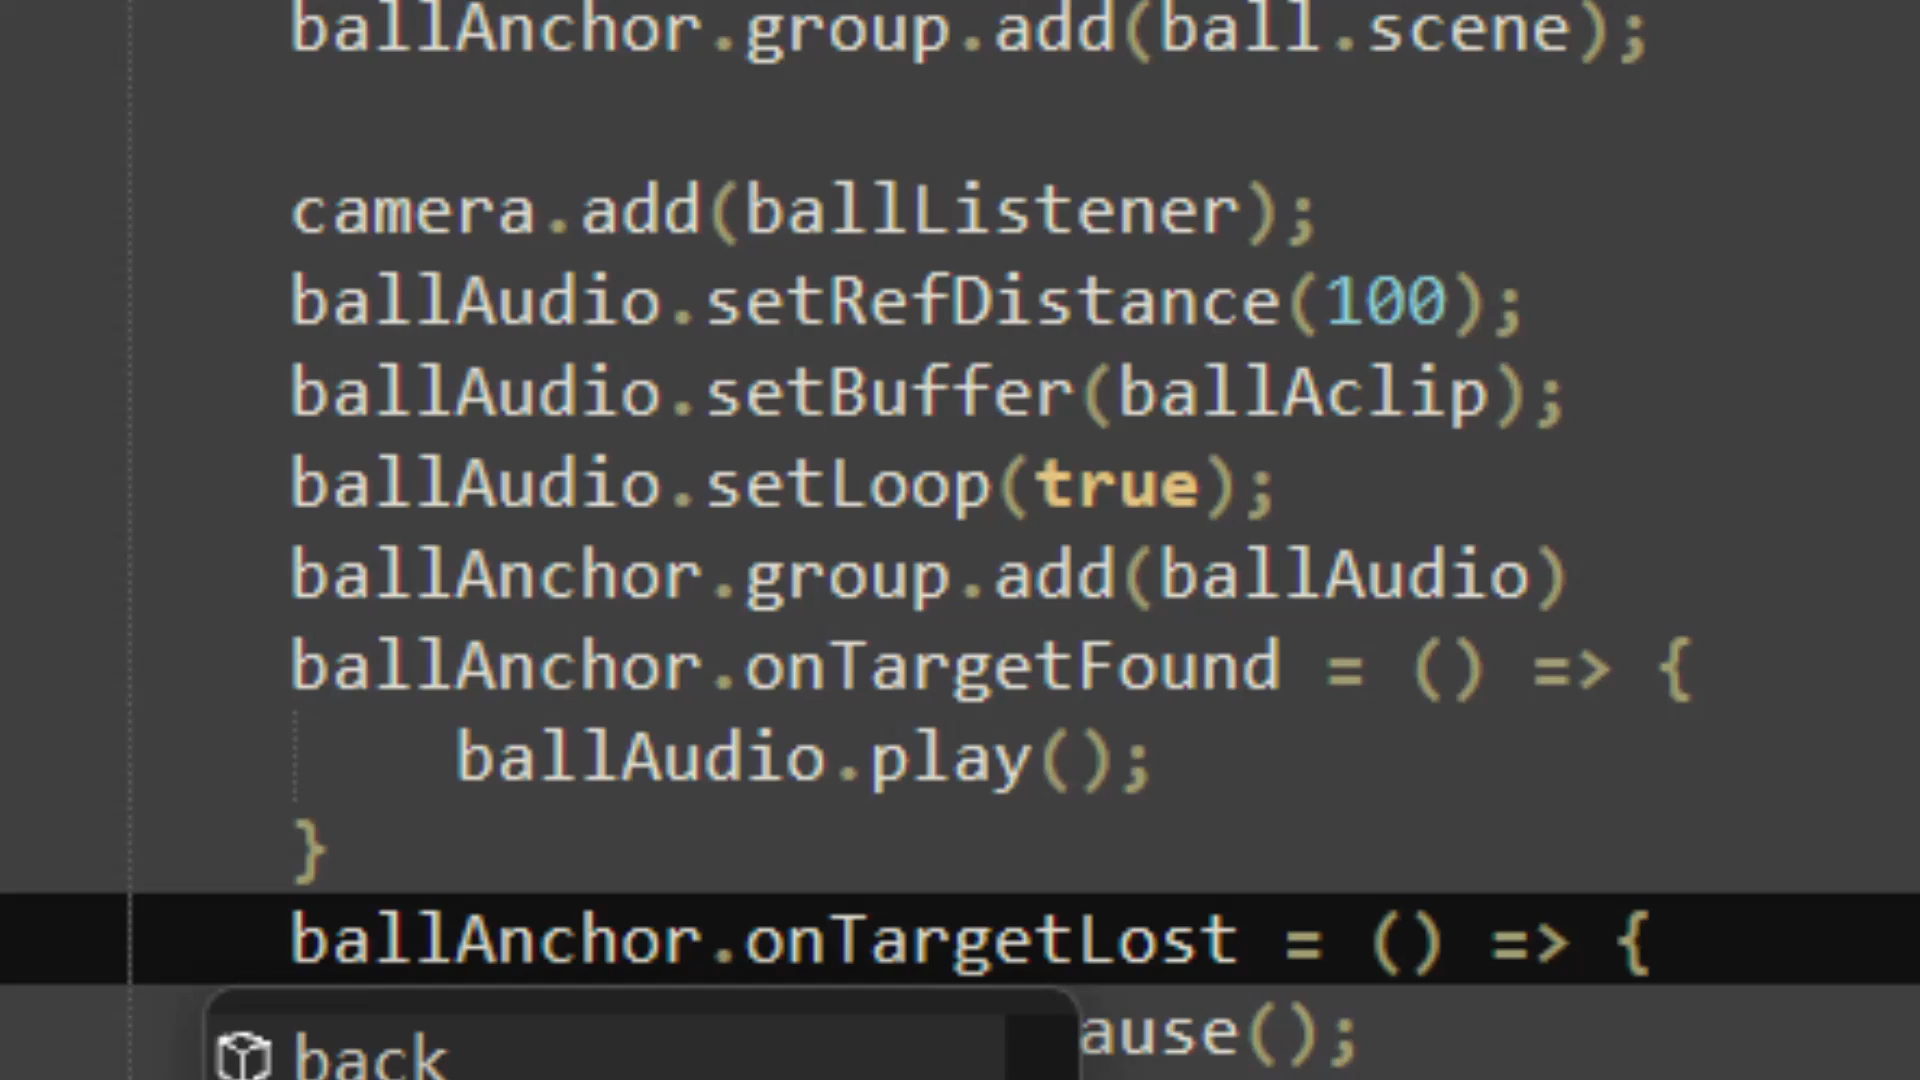 ballAnchor.group.add(ball.scene);
camera.add(ballListener);
ballAudio.setRefDistance(100);
ballAudio.setBuffer(ballAclip);
ballAudio.setLoop(true);
ballAnchor.group.add(ballAudio)
ballAnchor.onTargetFound = () => {
ballAudio.play();
}
ballAnchor.onTargetLost = () => {
ause();
back